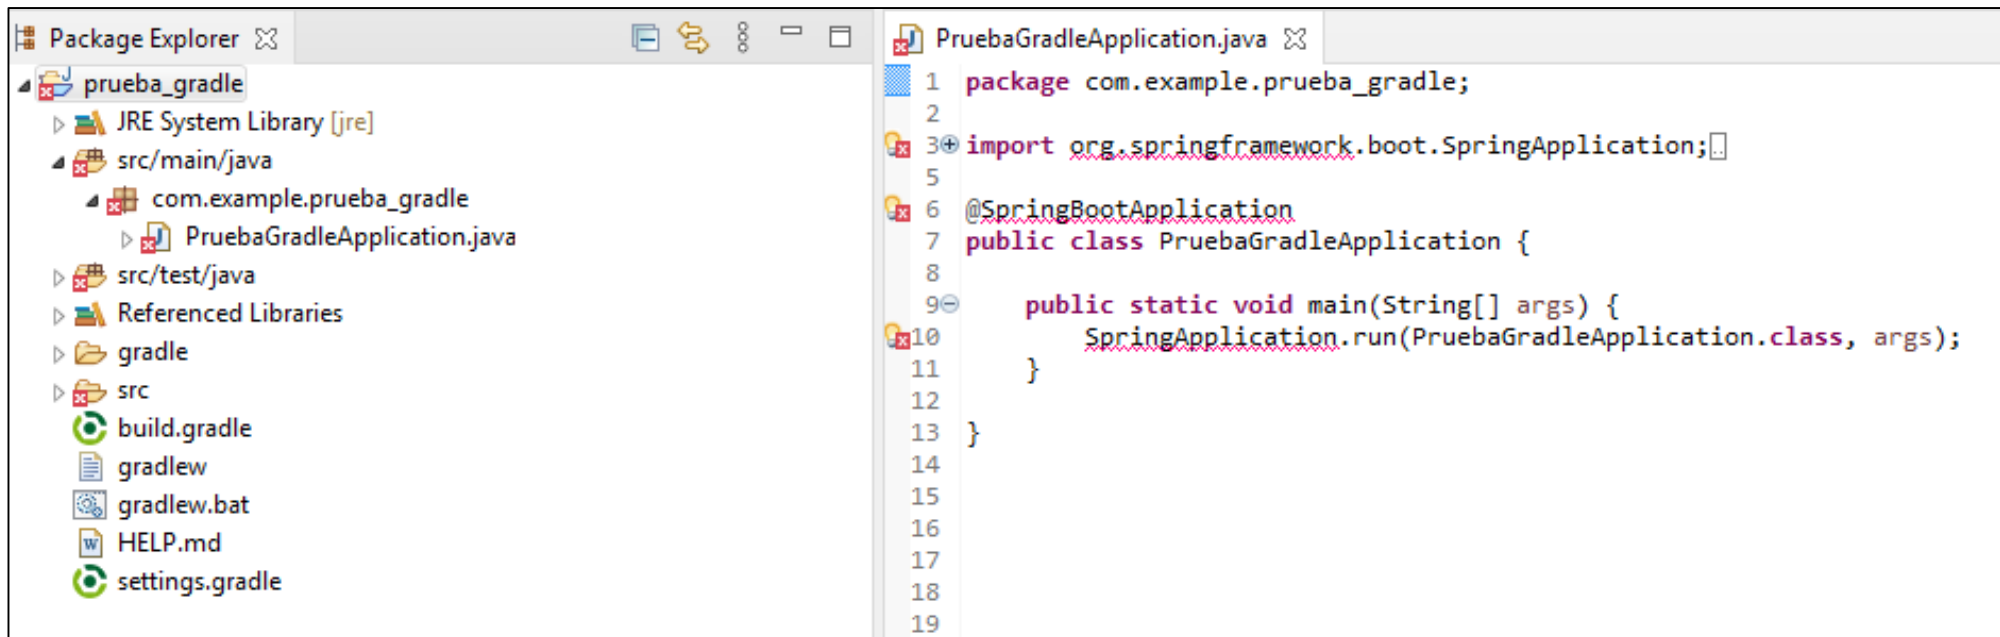 Package Explorer
prueba_gradle
JRE System Library [jre]
src/main/java
com.example.prueba_gradle
PruebaGradleApplication.java
src/test/java
Referenced Libraries
gradle
src
build.gradle
gradlew
gradlew.bat
HELP.md
settings.gradle
PruebaGradleApplication.java
1 package com.example.prueba_gradle;
2
3 import org.springframework.boot.SpringApplication;
5
6 @SpringBootApplication
7 public class PruebaGradleApplication {
8
9 public static void main(String[] args) {
10 SpringApplication.run(PruebaGradleApplication.class, args);
11 }
12
13 }
14
15
16
17
18
19